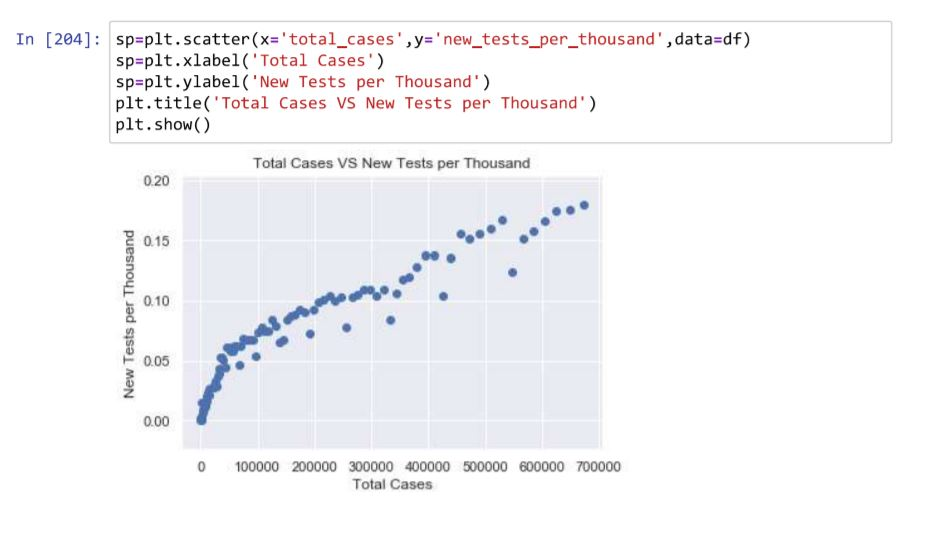 In [204]: sp=plt.scatter(x='total_cases',y='new_tests_per_thousand',data=df)
sp=plt.xlabel('Total Cases')
sp=plt.ylabel('New Tests per Thousand')
plt.title('Total Cases VS New Tests per Thousand')
plt.show()
Total Cases VS New Tests per Thousand
New Tests per Thousand
0.20
0.15
0.10
0.05
0.00
0 100000 200000 300000 400000 500000 600000 700000
Total Cases